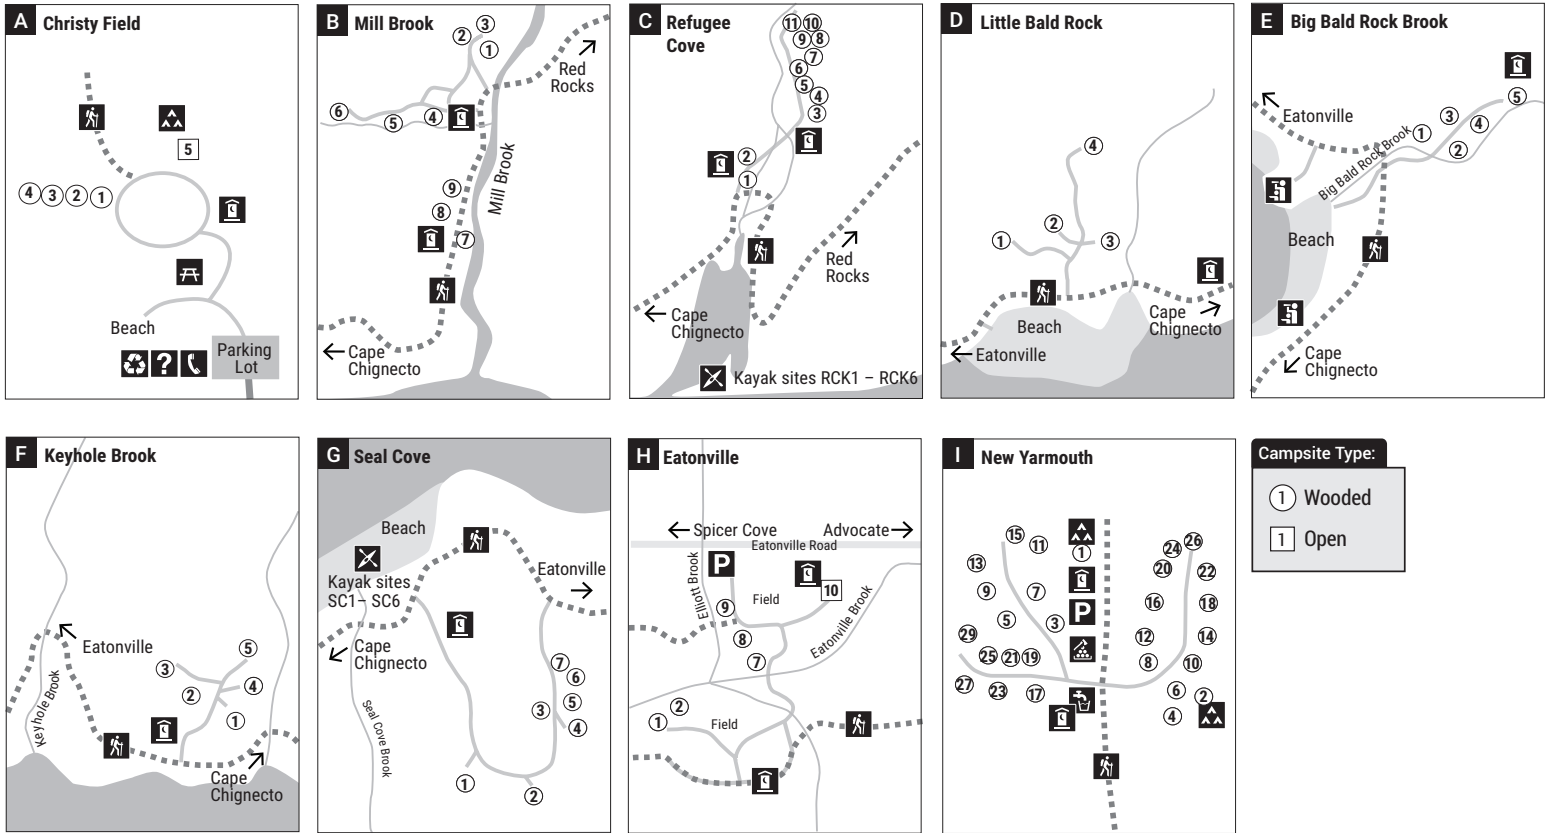 A Christy Field
5
4 3 2 1
Beach
?
Parking
Lot
B Mill Brook
3
2
1
Red
Rocks
6
5
4
Mill Brook
9
8
7
Cape
Chignecto
C Refugee
Cove
11 10
9 8
7
6
5
4
3
2
1
Red
Rocks
Cape
Chignecto
Kayak sites RCK1 – RCK6
D Little Bald Rock
4
2
1
3
Beach
Cape
Chignecto
Eatonville
E Big Bald Rock Brook
5
Eatonville
3
4
1
2
Big Bald Rock Brook
Beach
Cape
Chignecto
F Keyhole Brook
Eatonville
5
3
4
2
1
Keyhole Brook
Cape
Chignecto
G Seal Cove
Beach
Kayak sites
SC1– SC6
Eatonville
Cape
Chignecto
7
6
5
3
4
Seal Cove Brook
1
2
H Eatonville
Spicer Cove Advocate
Eatonville Road
P
Elliott Brook
10
Field
9
8
7
Eatonville Brook
2
1
Field
I New Yarmouth
15
11
1
24 26
13
20
22
9
7
16
18
P
5
3
29
12
14
25 21 19
8
10
27
23
17
6
2
4
Campsite Type:
1 Wooded
1 Open